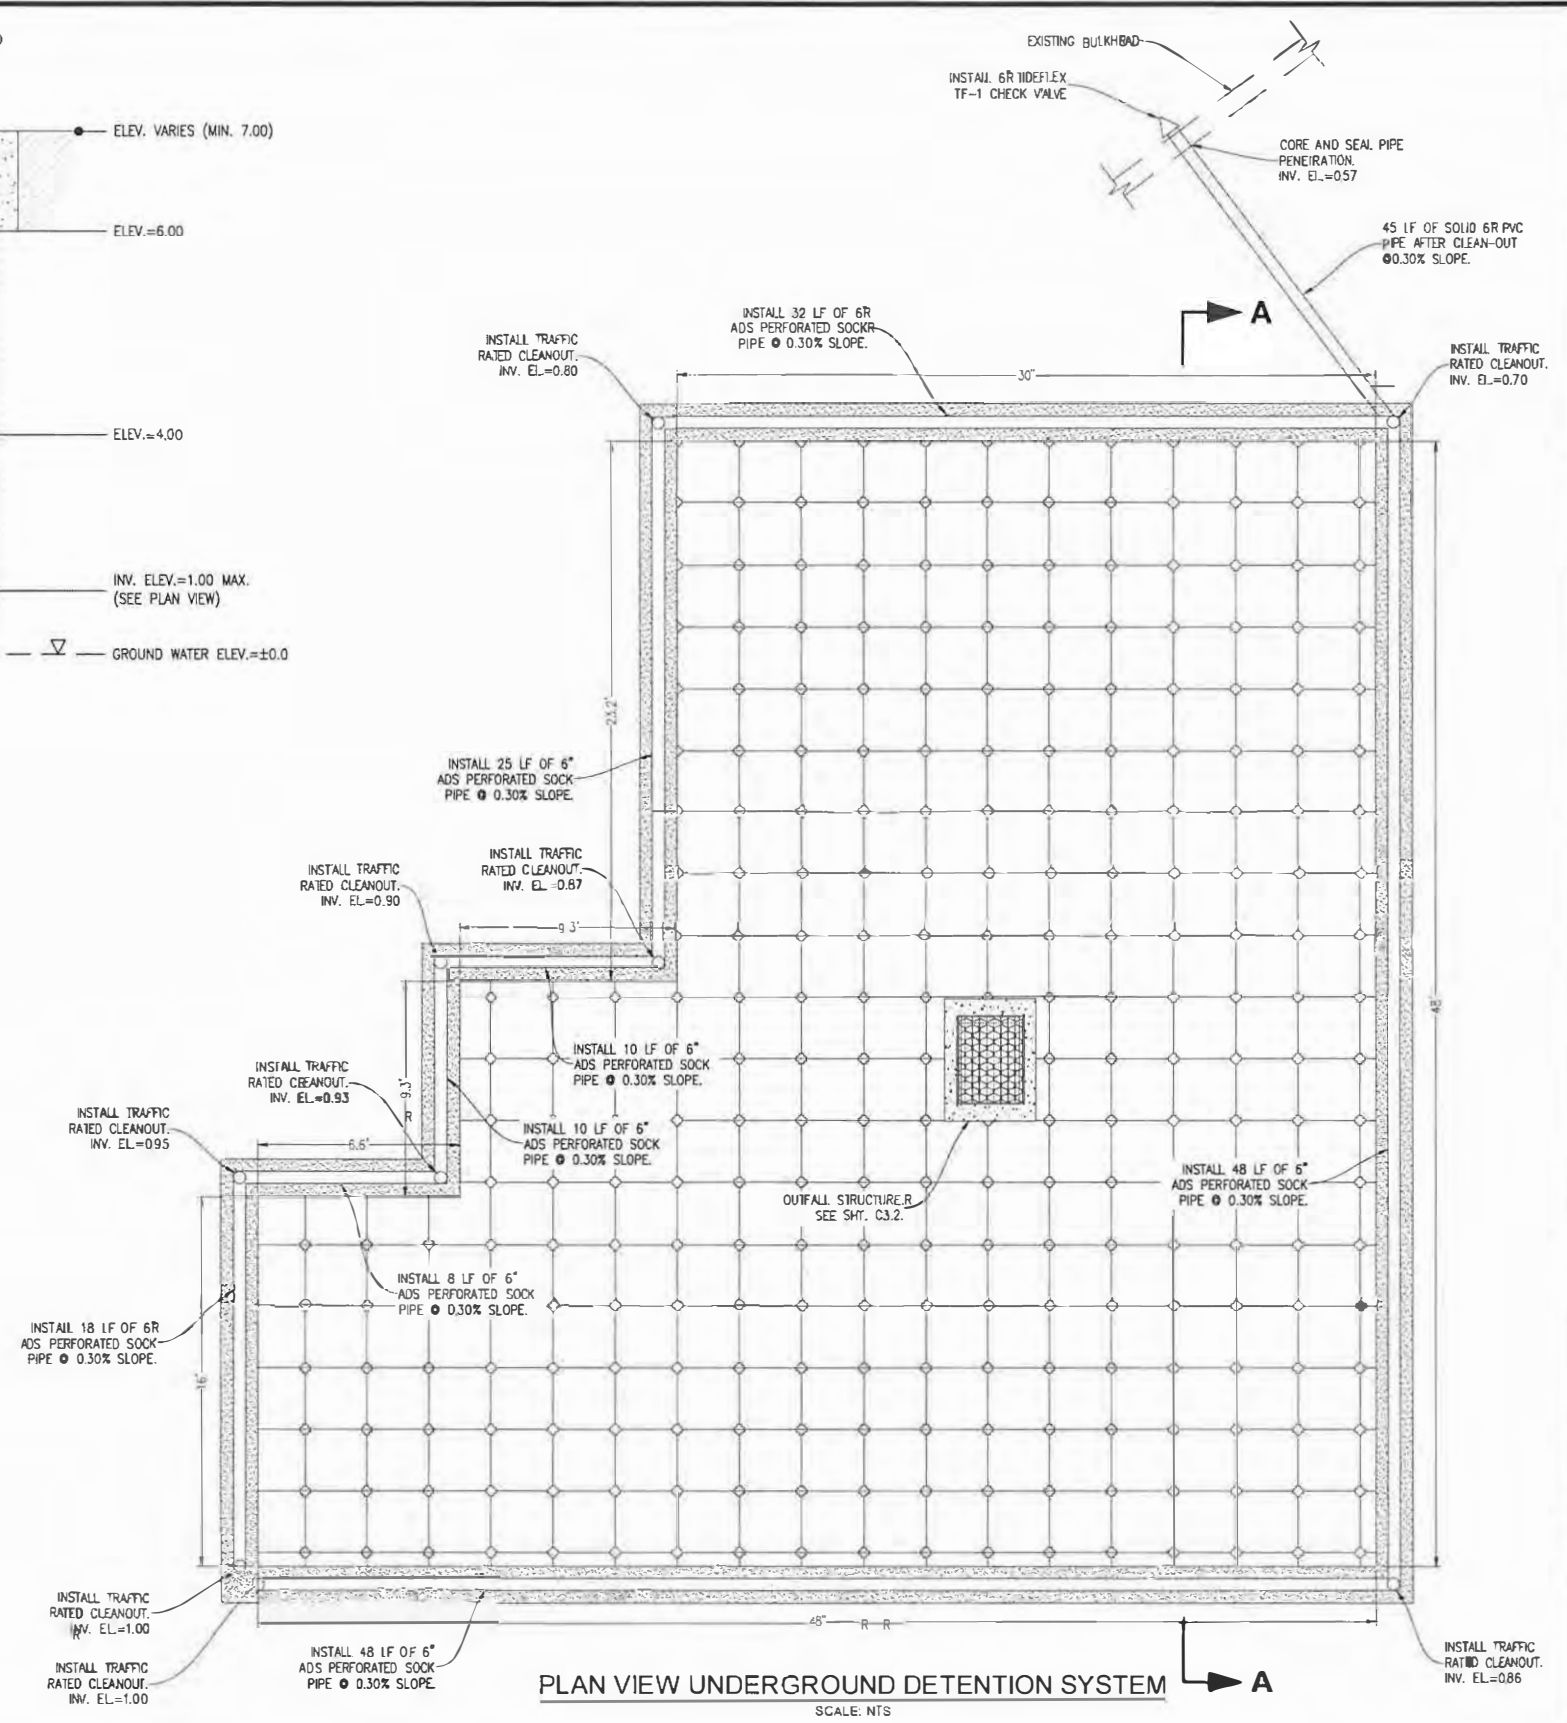 ELEV. VARIES (MIN. 7.00)
ELEV.=6.00
ELEV.=4.00
INV. ELEV.=1.00 MAX.
(SEE PLAN VIEW)
GROUND WATER ELEV.=±0.0
EXISTING BULKHEAD
INSTALL 6R TIDEFLEX
TF-1 CHECK VALVE
CORE AND SEAL PIPE
PENETRATION.
INV. EL.=0.57
45 LF OF SOLID 6R PVC
PIPE AFTER CLEAN-OUT
@0.30% SLOPE.
A
INSTALL 32 LF OF 6R
ADS PERFORATED SOCKR
PIPE @ 0.30% SLOPE.
INSTALL TRAFFIC
RATED CLEANOUT.
INV. EL.=0.80
INSTALL TRAFFIC
RATED CLEANOUT.
INV. EL.=0.70
30"
23.2"
INSTALL 25 LF OF 6"
ADS PERFORATED SOCK
PIPE @ 0.30% SLOPE.
INSTALL TRAFFIC
RATED CLEANOUT.
INV. EL.=0.87
INSTALL TRAFFIC
RATED CLEANOUT.
INV. EL=0.90
9.3'
48'
INSTALL 10 LF OF 6"
ADS PERFORATED SOCK
PIPE @ 0.30% SLOPE.
INSTALL TRAFFIC
RATED CLEANOUT.
INV. EL=0.93
9.3'
R
INSTALL TRAFFIC
RATED CLEANOUT.
INV. EL=0.95
6.6'
INSTALL 10 LF OF 6"
ADS PERFORATED SOCK
PIPE @ 0.30% SLOPE.
INSTALL 48 LF OF 6"
ADS PERFORATED SOCK
PIPE @ 0.30% SLOPE.
OUTFALL STRUCTURE.R
SEE SHT. C3.2.
INSTALL 8 LF OF 6"
ADS PERFORATED SOCK
PIPE @ 0.30% SLOPE.
INSTALL 18 LF OF 6R
ADS PERFORATED SOCK
PIPE @ 0.30% SLOPE.
16'
INSTALL TRAFFIC
RATED CLEANOUT.
INV. EL=1.00
R
INSTALL TRAFFIC
RATED CLEANOUT.
INV. EL=1.00
48"
R R
INSTALL 48 LF OF 6"
ADS PERFORATED SOCK
PIPE @ 0.30% SLOPE
INSTALL TRAFFIC
RATED CLEANOUT.
INV. EL=0.86
PLAN VIEW UNDERGROUND DETENTION SYSTEM
SCALE: NTS
A